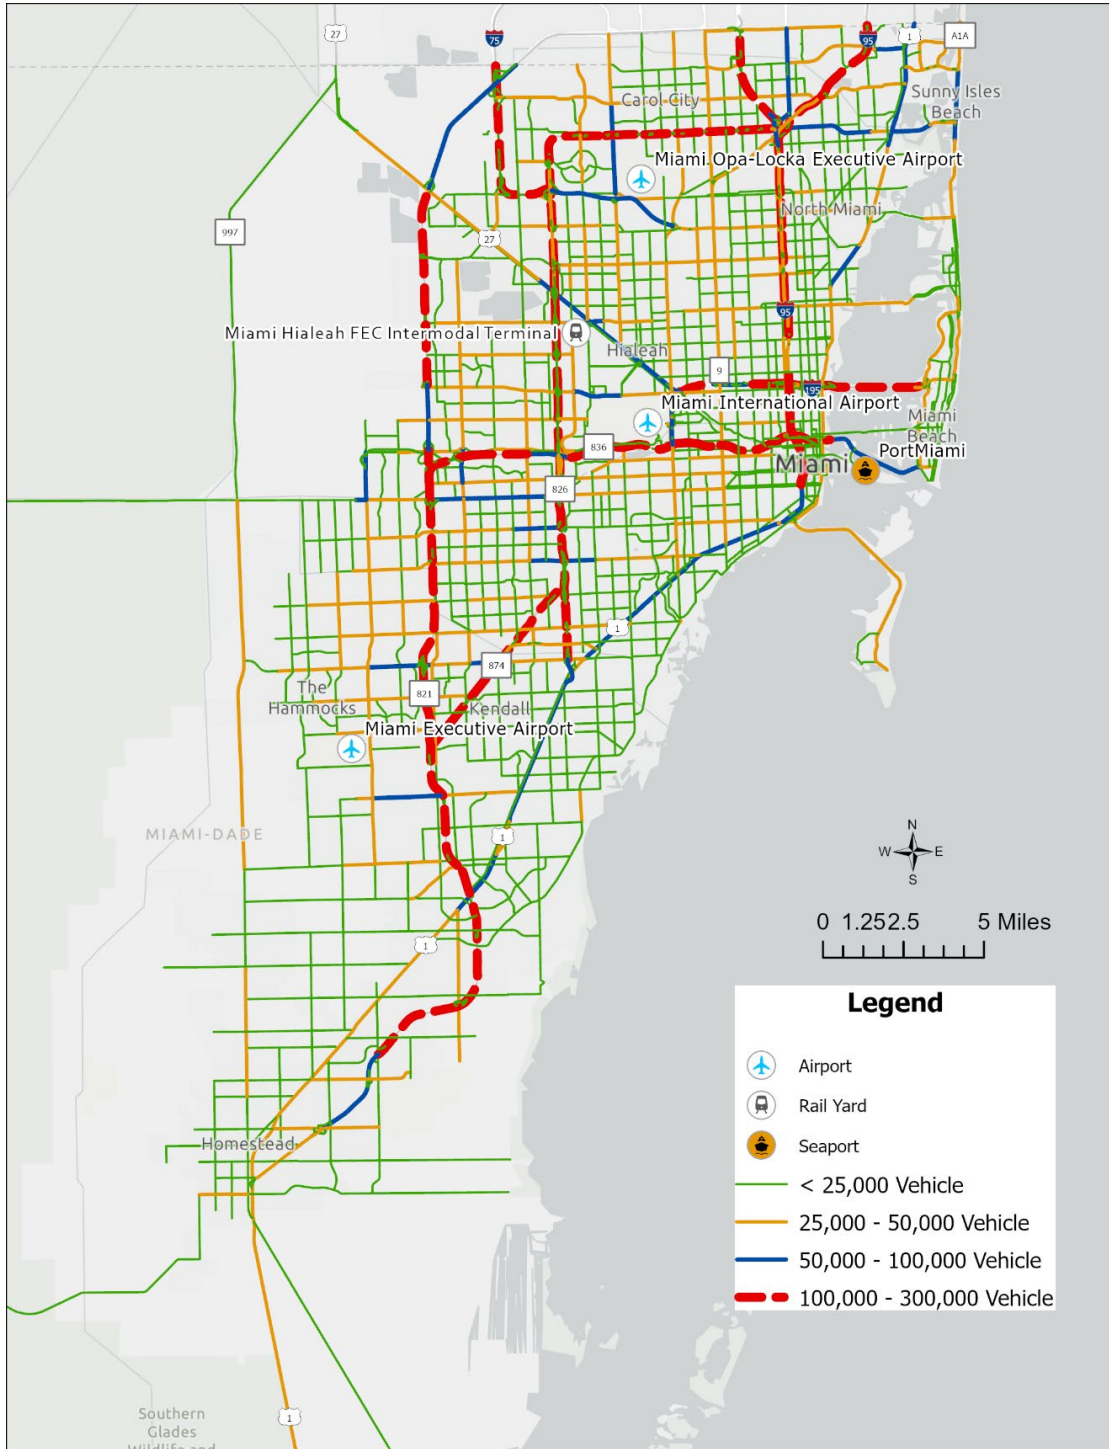 27
75
95
1
A1A
Carol City
Sunny Isles
Beach
Miami Opa-Locka Executive Airport
997
27
North Miami
95
Miami Hialeah FEC Intermodal Terminal
Hialeah
9
195
Miami International Airport
Miami
Beach
836
PortMiami
Miami
826
1
874
The
Hammocks
821
Kendall
Miami Executive Airport
MIAMI-DADE
1
N
W
E
S
0 1.25 2.5 5 Miles
1
Legend
Airport
Rail Yard
Seaport
< 25,000 Vehicle
25,000 - 50,000 Vehicle
50,000 - 100,000 Vehicle
100,000 - 300,000 Vehicle
Homestead
1
Southern
Glades
Wildlife and